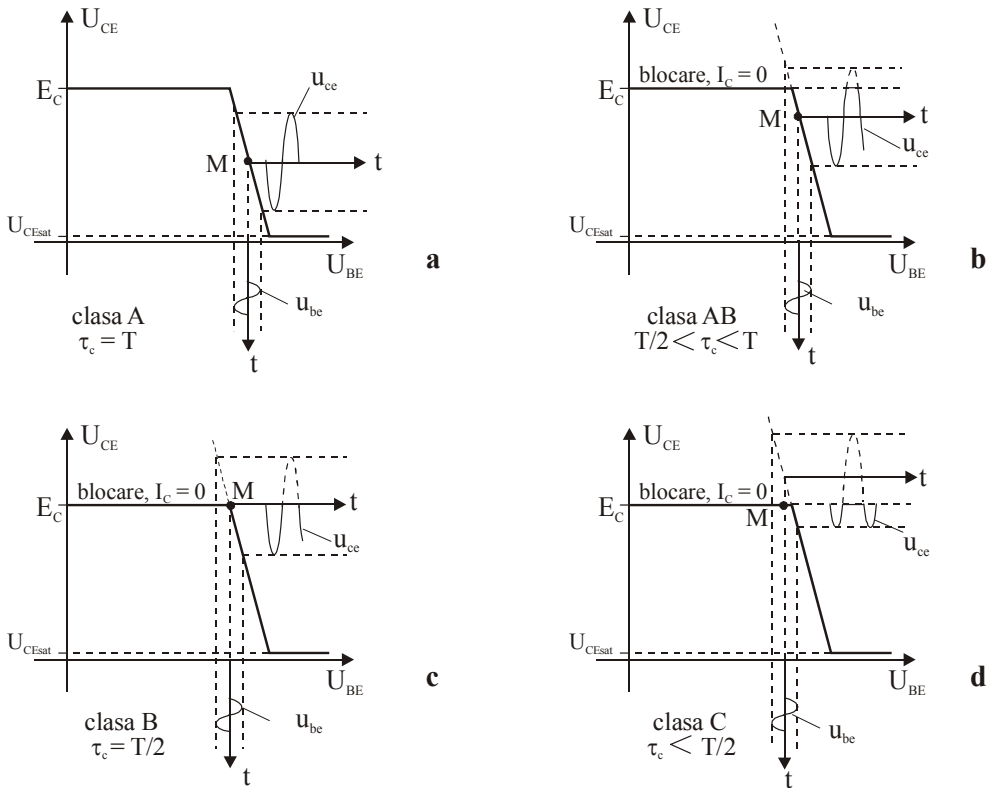 U_CE
E_C
u_ce
M
t
U_CEsat
U_BE
a
u_be
clasa A
τ_c = T
t
U_CE
blocare, I_C = 0
E_C
M
t
u_ce
U_CEsat
U_BE
b
u_be
clasa AB
T/2 < τ_c < T
t
U_CE
blocare, I_C = 0
M
E_C
t
u_ce
U_CEsat
U_BE
c
u_be
clasa B
τ_c = T/2
t
U_CE
t
blocare, I_C = 0
E_C
M
u_ce
U_CEsat
U_BE
d
u_be
clasa C
τ_c < T/2
t